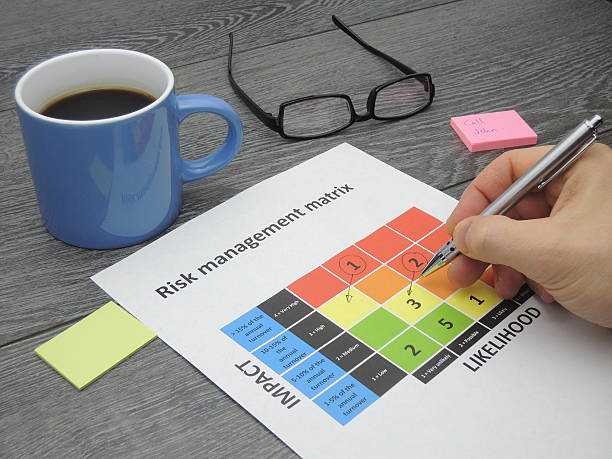 Call
John
Risk management matrix
1
2
> 15% of the
annual
turnover
4 = Very High
10-15% of the
annual
turnover
3 = High
3
1
5-10% of the
annual
turnover
2 = Medium
5
1-5% of the
annual
turnover
1 = Low
2
1 = Very unlikely
2 = Possible
3 = Likely
IMPACT
LIKELIHOOD